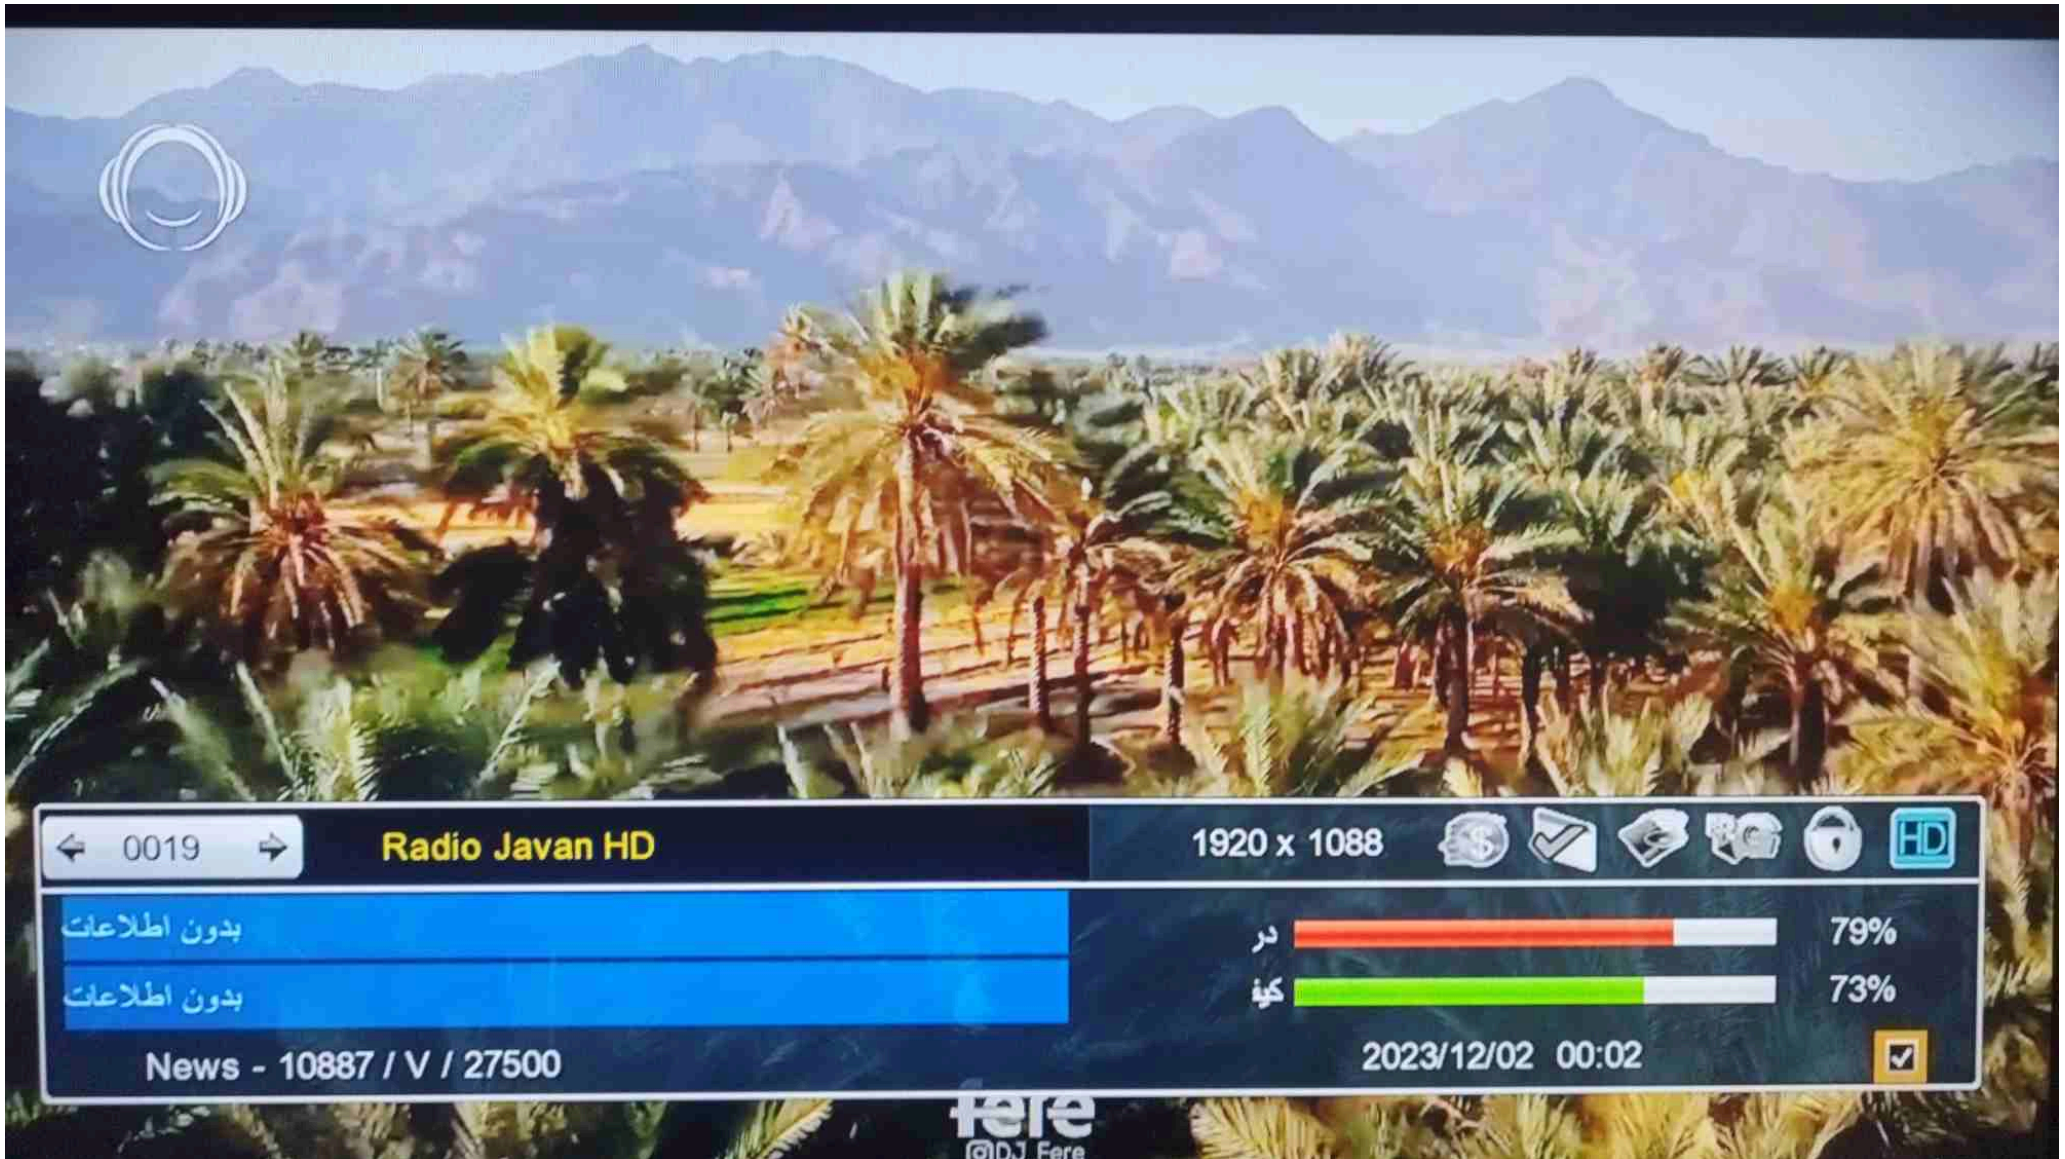 0019 Radio Javan HD 1920 x 1088 HD
بدون اطلاعات
در 79%
بدون اطلاعات
کیف 73%
News - 10887 / V / 27500 2023/12/02 00:02
fere
DJ Fere